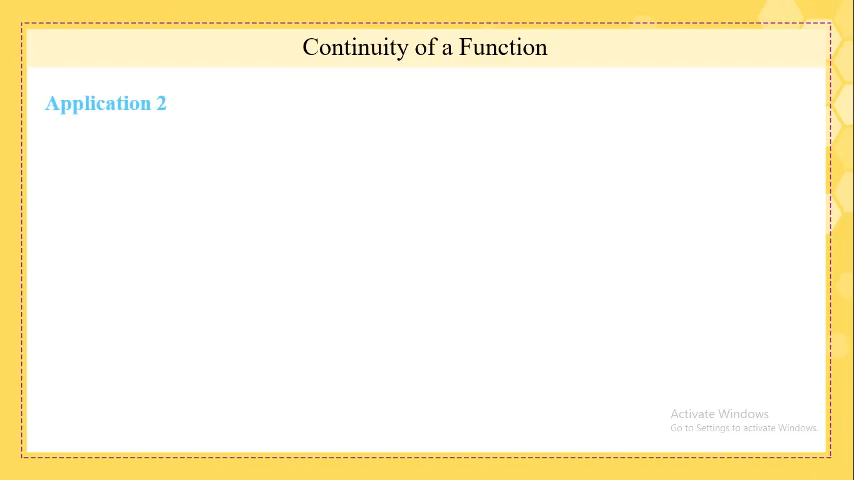 Continuity of a Function
Application 2
Activate Windows
Go to Settings to activate Windows.